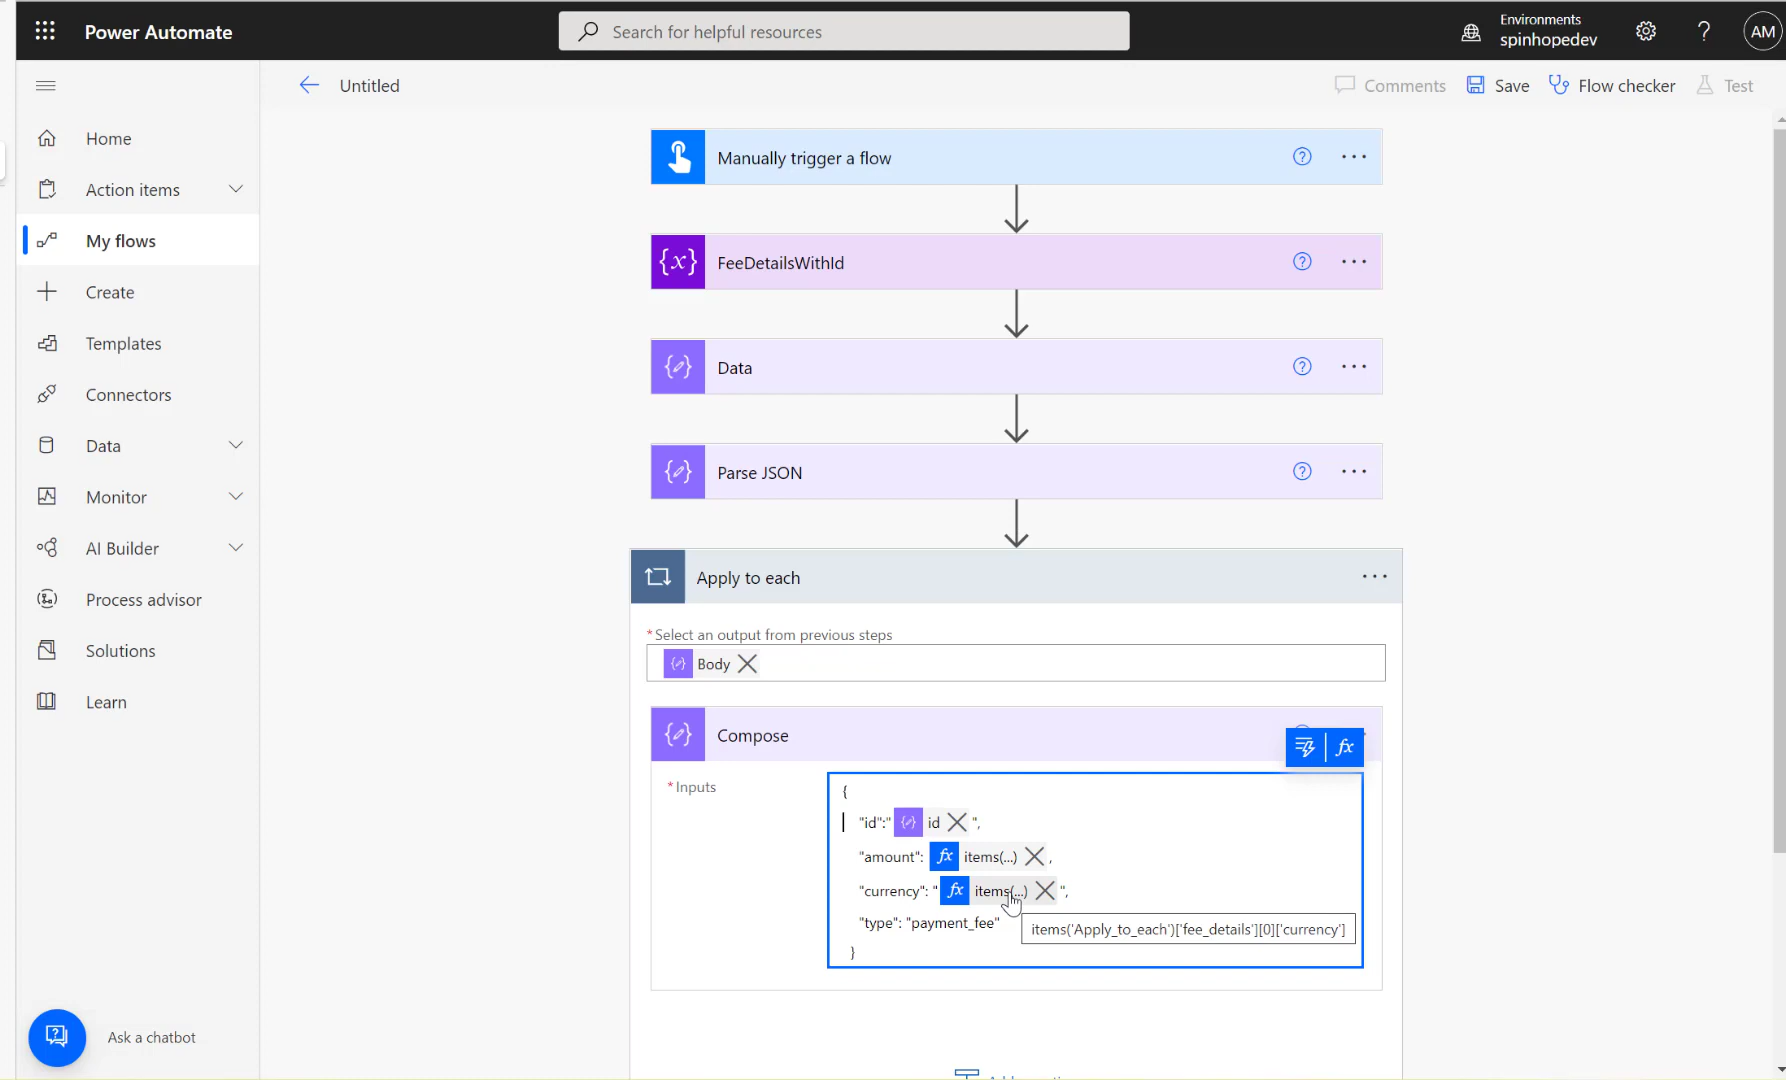 Power Automate
Search for helpful resources
Environments
spinhopedev
?
AM
Untitled
Comments
Save
Flow checker
Test
Home
Action items
My flows
Create
Templates
Connectors
Data
Monitor
AI Builder
Process advisor
Solutions
Learn
Ask a chatbot
Manually trigger a flow
?
{x} FeeDetailsWithId
?
Data
?
Parse JSON
?
Apply to each
*Select an output from previous steps
Body
Compose
fx
*Inputs
{
"id":" id ",
"amount": fx items(...) ,
"currency": " fx items(...) ",
"type": "payment_fee"
items('Apply_to_each')['fee_details'][0]['currency']
}